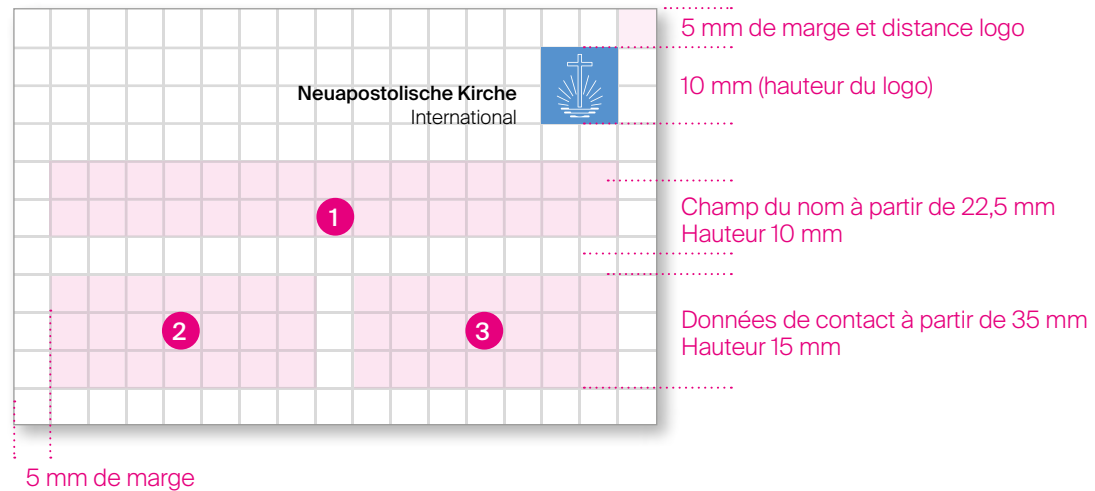 5 mm de marge et distance logo
Neuapostolische Kirche
International
10 mm (hauteur du logo)
1
Champ du nom à partir de 22,5 mm
Hauteur 10 mm
2
3
Données de contact à partir de 35 mm
Hauteur 15 mm
5 mm de marge